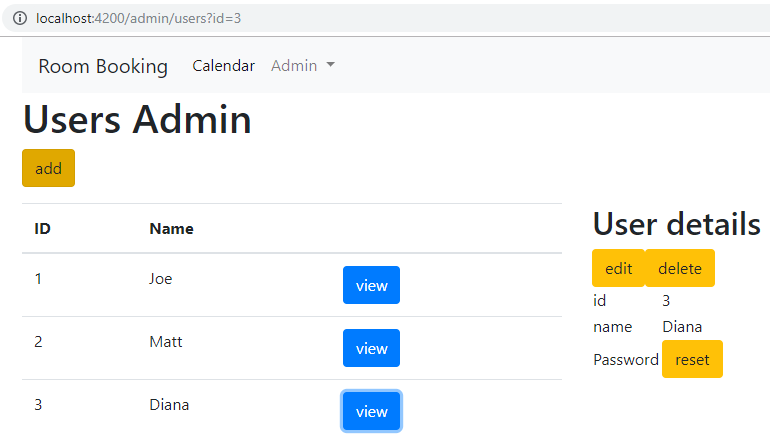 localhost:4200/admin/users?id=3
Room Booking Calendar Admin
Users Admin
add
ID Name
1 Joe view
2 Matt view
3 Diana view
User details
edit delete
id 3
name Diana
Password reset